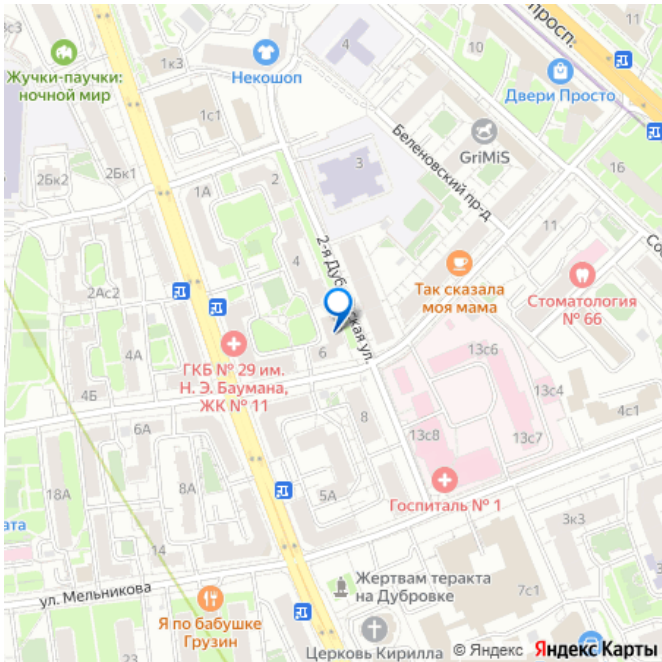 3с3
Жучки-паучки:
ночной мир
1к3
Некошоп
4
10
просп.
11
Двери Просто
1с1
Беленовский пр-д
GriMiS
16
2Бк2
2Бк1
1А
2
3
2-я Дубровская ул.
4
11
Так сказала
моя мама
Стоматология
№ 66
2Ас2
4А
4Б
ГКБ № 29 им.
Н. Э. Баумана,
ЖК № 11
6
13с6
13с4
4с1
13с7
13с8
8
6А
8А
18А
5А
Госпиталь № 1
14
3к3
ул. Мельникова
7с1
Жертвам теракта
на Дубровке
Я по бабушке
Грузин
23
Церковь Кирилла
© Яндекс Яндекс Карты